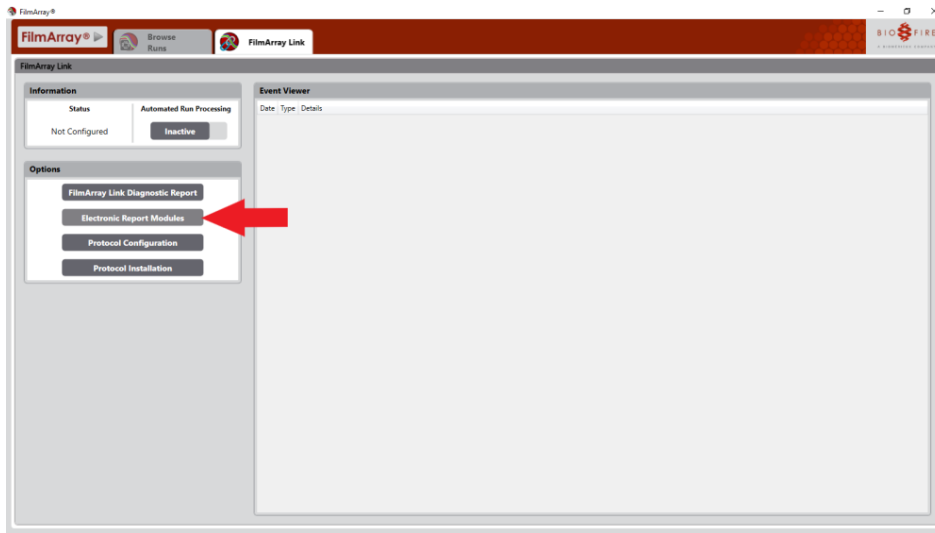 FilmArray®
FilmArray®
Browse
Runs
FilmArray Link
BIO FIRE
FilmArray Link
Information
Status
Automated Run Processing
Not Configured
Inactive
Options
FilmArray Link Diagnostic Report
Electronic Report Modules
Protocol Configuration
Protocol Installation
Event Viewer
Date Type Details